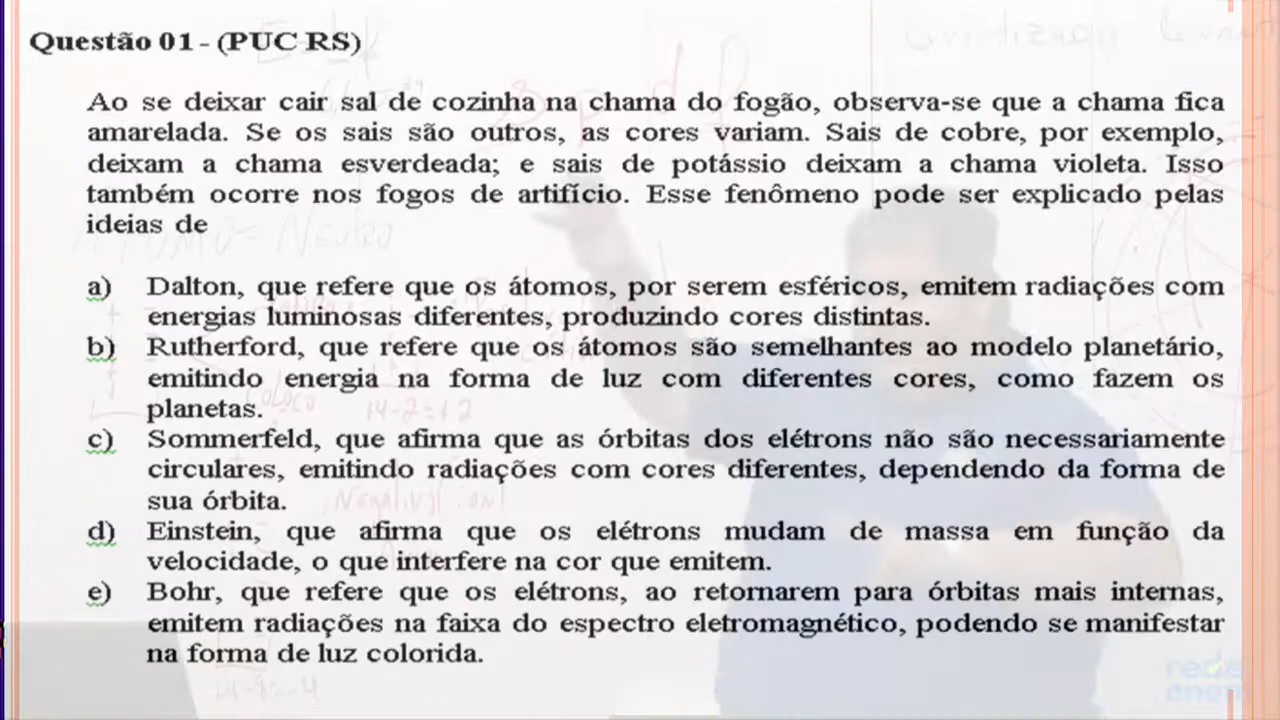 Questão 01 - (PUC RS)
Ao se deixar cair sal de cozinha na chama do fogão, observa-se que a chama fica
amarelada. Se os sais são outros, as cores variam. Sais de cobre, por exemplo,
deixam a chama esverdeada; e sais de potássio deixam a chama violeta. Isso
também ocorre nos fogos de artifício. Esse fenômeno pode ser explicado pelas
ideias de
a) Dalton, que refere que os átomos, por serem esféricos, emitem radiações com
energias luminosas diferentes, produzindo cores distintas.
b) Rutherford, que refere que os átomos são semelhantes ao modelo planetário,
emitindo energia na forma de luz com diferentes cores, como fazem os
planetas.
c) Sommerfeld, que afirma que as órbitas dos elétrons não são necessariamente
circulares, emitindo radiações com cores diferentes, dependendo da forma de
sua órbita.
d) Einstein, que afirma que os elétrons mudam de massa em função da
velocidade, o que interfere na cor que emitem.
e) Bohr, que refere que os elétrons, ao retornarem para órbitas mais internas,
emitem radiações na faixa do espectro eletromagnético, podendo se manifestar
na forma de luz colorida.
s p d f
Neutro
14-2=12
rede
enem